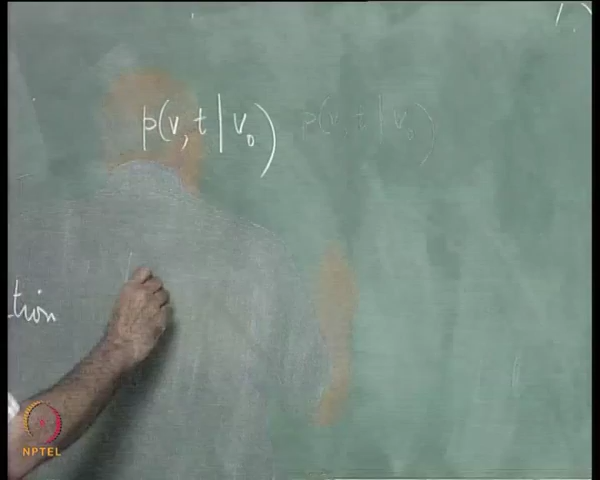 p(v, t | v₀) p(v, t | v₀)
tion
NPTEL